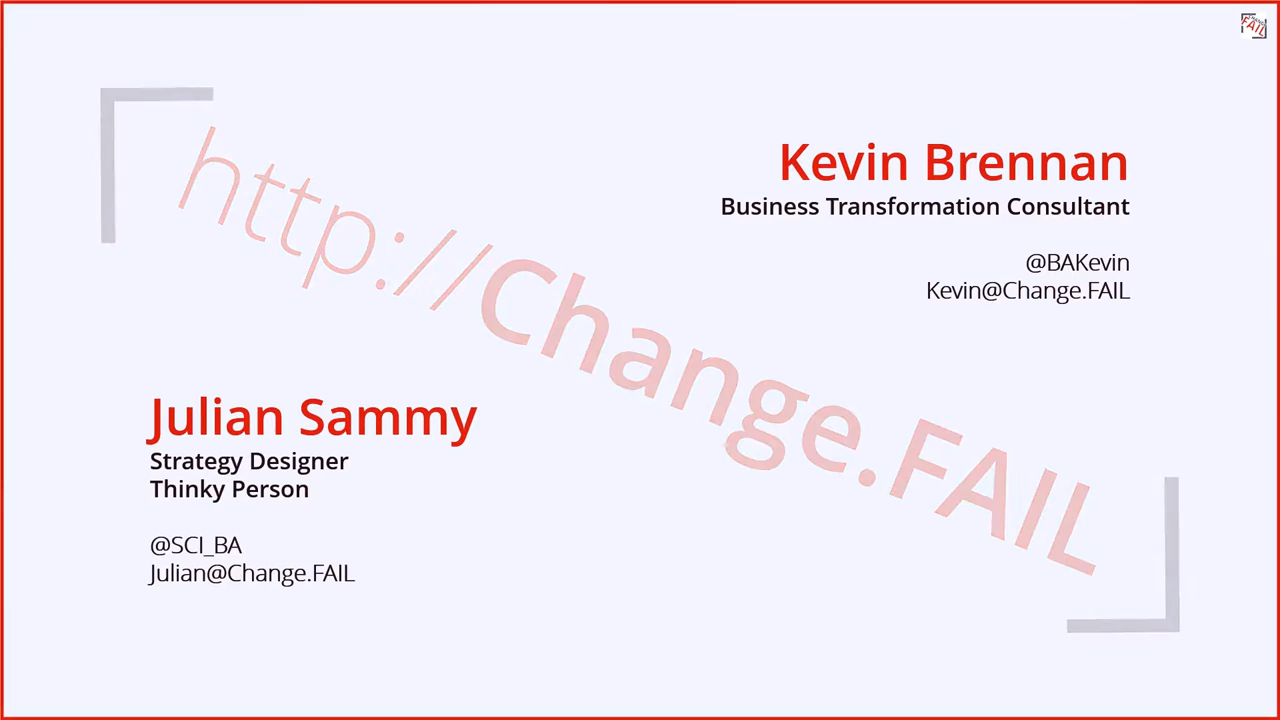 http://Change.FAIL
Kevin Brennan
Business Transformation Consultant
@BAKevin
Kevin@Change.FAIL
Julian Sammy
Strategy Designer
Thinky Person
@SCI_BA
Julian@Change.FAIL
FAIL